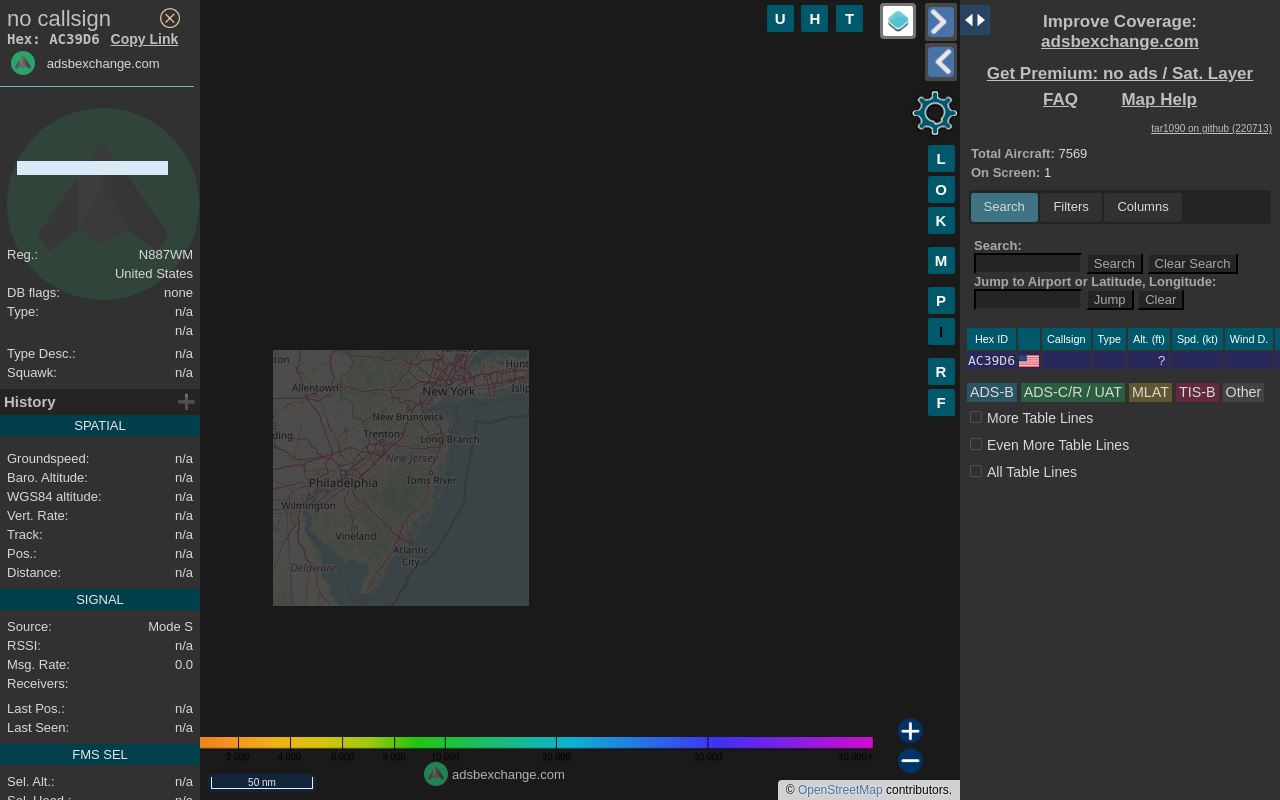 no callsign
Hex: AC39D6 Copy Link
adsbexchange.com
Reg.: N887WM
United States
DB flags: none
Type: n/a
n/a
Type Desc.: n/a
Squawk: n/a
History
SPATIAL
Groundspeed: n/a
Baro. Altitude: n/a
WGS84 altitude: n/a
Vert. Rate: n/a
Track: n/a
Pos.: n/a
Distance: n/a
SIGNAL
Source: Mode S
RSSI: n/a
Msg. Rate: 0.0
Receivers:
Last Pos.: n/a
Last Seen: n/a
FMS SEL
Sel. Alt.: n/a
U H T
L
O
K
M
P
I
R
F
Allentown
New York
Hunt
Islip
New Brunswick
Trenton
Long Branch
ding
New Jersey
Philadelphia
Toms River
Wilmington
Vineland
Atlantic
City
Delaware
2 000 4 000 6 000 8 000 10 000 20 000 30 000 40 000+
adsbexchange.com
50 nm
© OpenStreetMap contributors.
Improve Coverage:
adsbexchange.com
Get Premium: no ads / Sat. Layer
FAQ Map Help
tar1090 on github (220713)
Total Aircraft: 7569
On Screen: 1
Search Filters Columns
Search:
Search Clear Search
Jump to Airport or Latitude, Longitude:
Jump Clear
Hex ID Callsign Type Alt. (ft) Spd. (kt) Wind D.
AC39D6 ?
ADS-B ADS-C/R / UAT MLAT TIS-B Other
More Table Lines
Even More Table Lines
All Table Lines